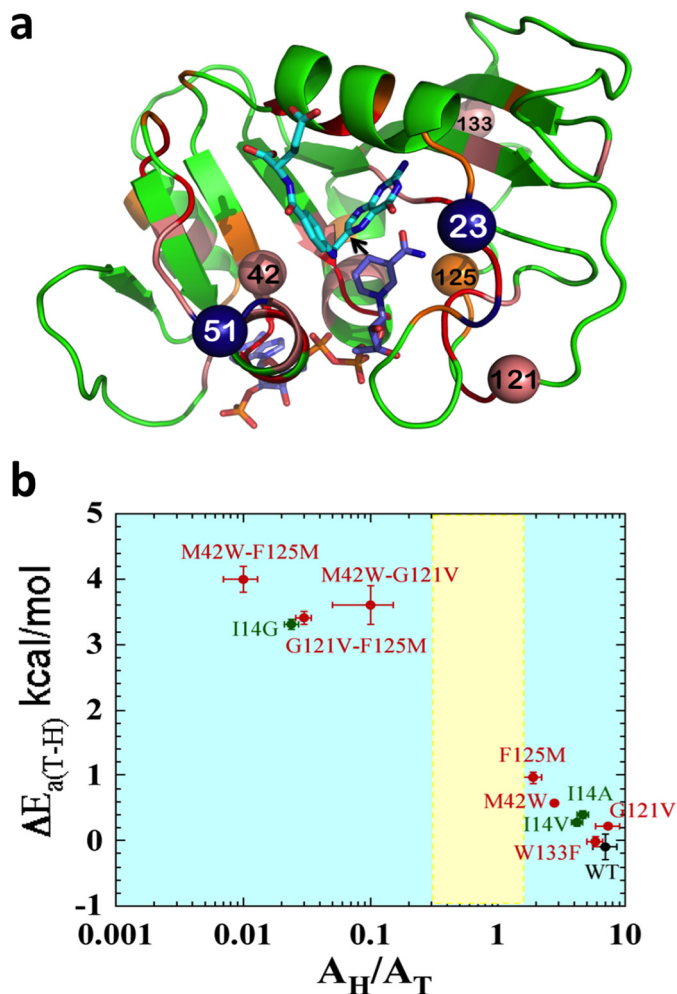 a
133
23
42
125
51
121
b
5
M42W-F125M
M42W-G121V
4
I14G
3
G121V-F125M
ΔEa(T-H) kcal/mol
2
F125M
1
M42W
I14A
I14V
G121V
0
W133F
WT
-1
0.001
0.01
0.1
1
10
AH/AT